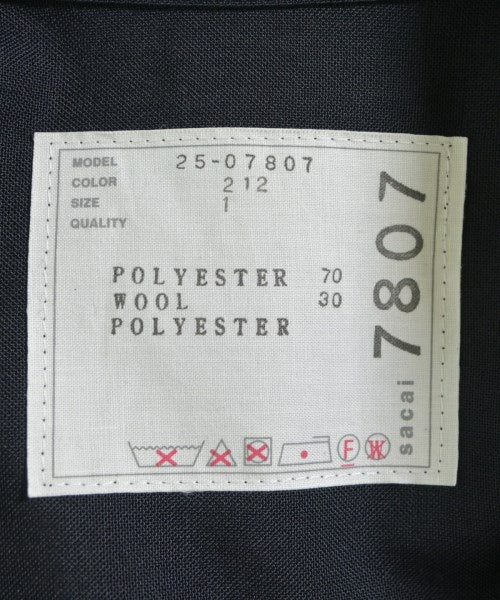 MODEL 25-07807
COLOR 212
SIZE 1
QUALITY
POLYESTER 70
WOOL 30
POLYESTER
sacai 7807
F
W